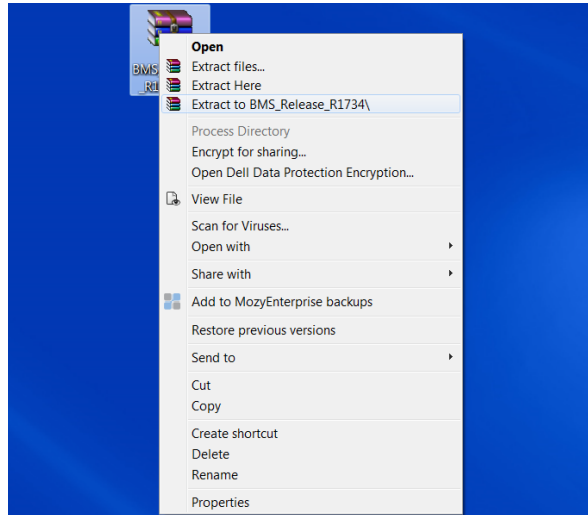 BMS
_R1
Open
Extract files...
Extract Here
Extract to BMS_Release_R1734\
Process Directory
Encrypt for sharing...
Open Dell Data Protection Encryption...
View File
Scan for Viruses...
Open with
Share with
Add to MozyEnterprise backups
Restore previous versions
Send to
Cut
Copy
Create shortcut
Delete
Rename
Properties